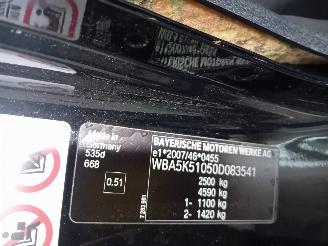 Made in
Germany
535d
668
0.51
BAYERISCHE MOTOREN WERKE AG
e1*2007/46*0455
WBA5K51050D083541
2500 kg
4590 kg
1- 1100 kg
2- 1420 kg